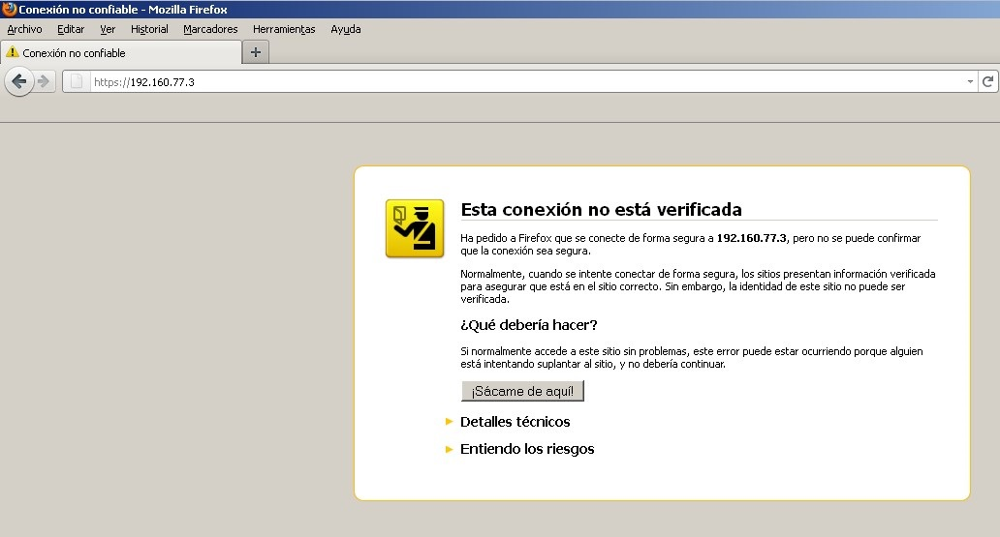 Conexión no confiable - Mozilla Firefox
Archivo Editar Ver Historial Marcadores Herramientas Ayuda
Conexión no confiable
https://192.160.77.3
Esta conexión no está verificada
Ha pedido a Firefox que se conecte de forma segura a 192.160.77.3, pero no se puede confirmar
que la conexión sea segura.
Normalmente, cuando se intente conectar de forma segura, los sitios presentan información verificada
para asegurar que está en el sitio correcto. Sin embargo, la identidad de este sitio no puede ser
verificada.
¿Qué debería hacer?
Si normalmente accede a este sitio sin problemas, este error puede estar ocurriendo porque alguien
está intentando suplantar al sitio, y no debería continuar.
¡Sácame de aquí!
Detalles técnicos
Entiendo los riesgos